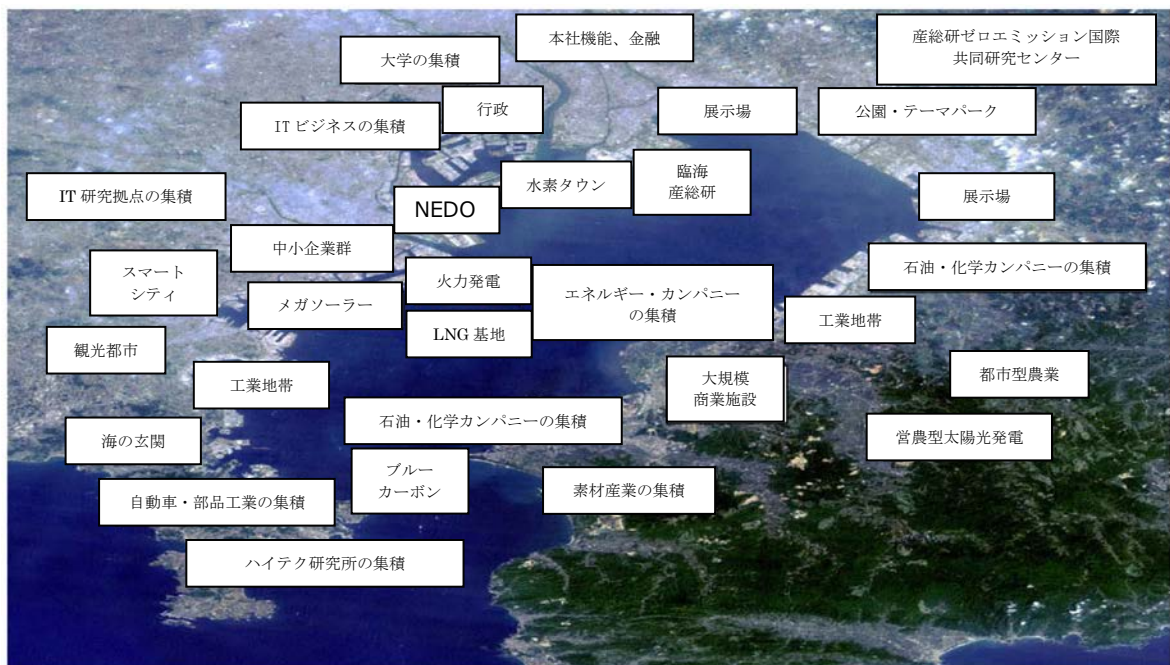 本社機能、金融
産総研ゼロエミッション国際
共同研究センター
大学の集積
行政
展示場
公園・テーマパーク
IT ビジネスの集積
水素タウン
臨海
産総研
IT 研究拠点の集積
NEDO
展示場
中小企業群
スマート
シティ
火力発電
エネルギー・カンパニー
の集積
石油・化学カンパニーの集積
メガソーラー
LNG 基地
工業地帯
観光都市
工業地帯
大規模
商業施設
都市型農業
石油・化学カンパニーの集積
海の玄関
営農型太陽光発電
ブルー
カーボン
自動車・部品工業の集積
素材産業の集積
ハイテク研究所の集積